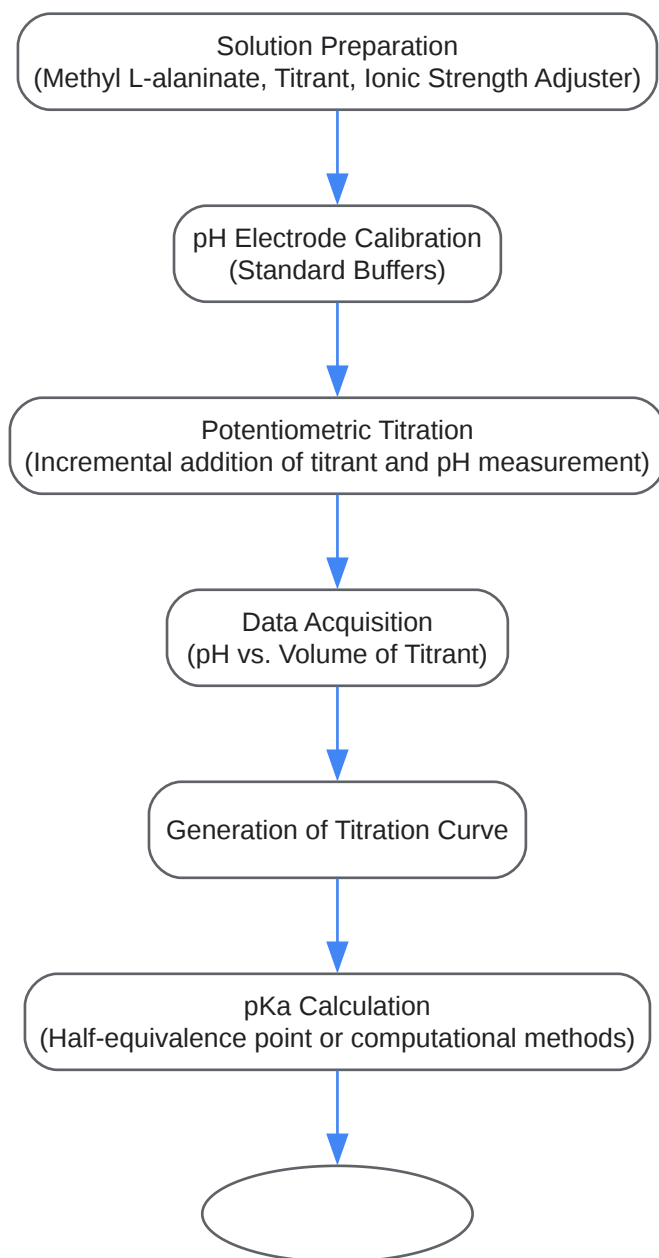 Solution Preparation
(Methyl L-alaninate, Titrant, Ionic Strength Adjuster)
pH Electrode Calibration
(Standard Buffers)
Potentiometric Titration
(Incremental addition of titrant and pH measurement)
Data Acquisition
(pH vs. Volume of Titrant)
Generation of Titration Curve
pKa Calculation
(Half-equivalence point or computational methods)